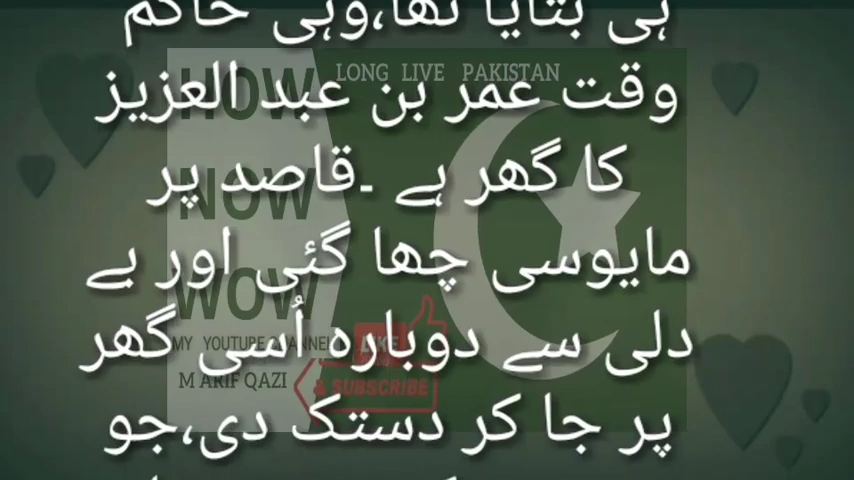 ہی بتایا تھا،وہی حاکم
وقت عمر بن عبد العزیز
کا گھر ہے ۔قاصد پر
مایوسی چھا گئی اور بے
دلی سے دوبارہ اُسی گھر
پر جا کر دستک دی،جو
HOW
NOW
WOW
LONG LIVE PAKISTAN
MY YOUTUBE CHANNEL
M ARIF QAZI
LIKE
SUBSCRIBE